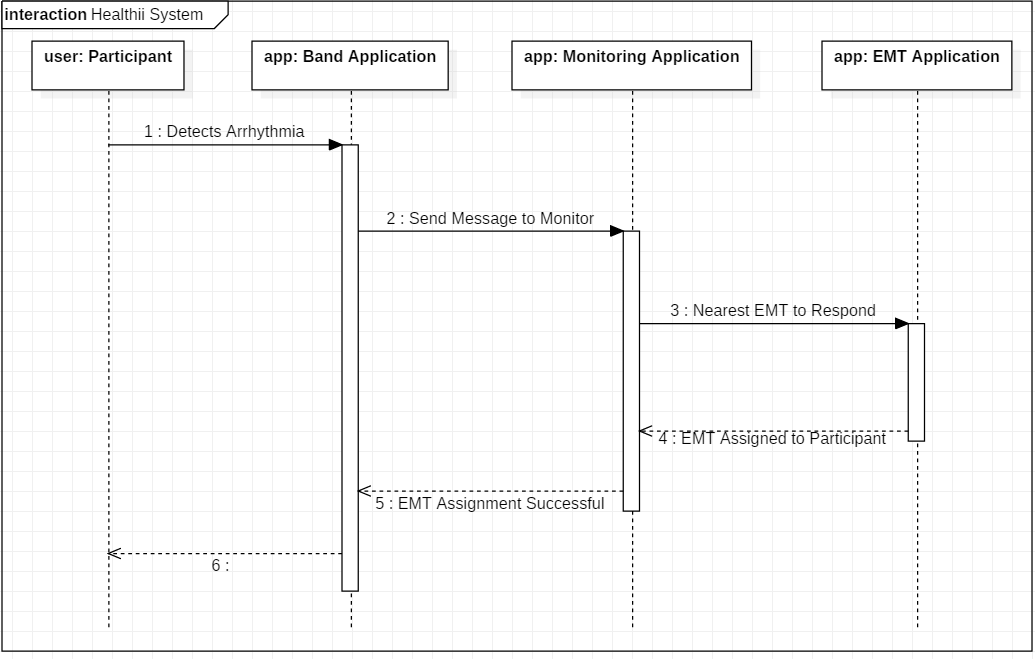 interaction Healthii System
user: Participant
app: Band Application
app: Monitoring Application
app: EMT Application
1 : Detects Arrhythmia
2 : Send Message to Monitor
3 : Nearest EMT to Respond
4 : EMT Assigned to Participant
5 : EMT Assignment Successful
6 :